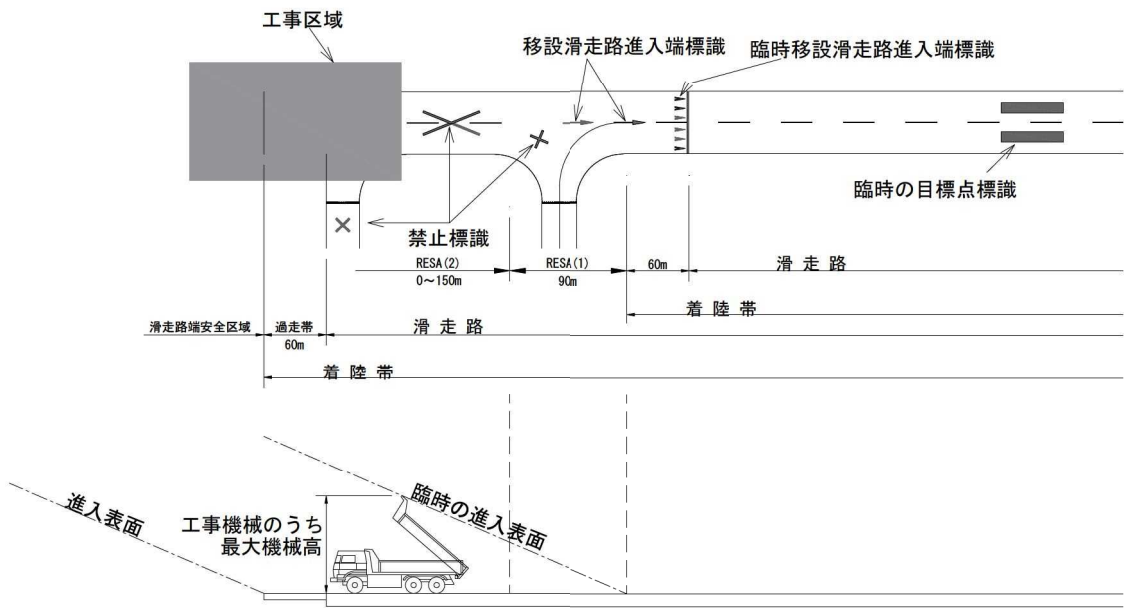 工事区域
移設滑走路進入端標識
臨時移設滑走路進入端標識
臨時の目標点標識
禁止標識
RESA(2)
0～150m
RESA(1)
90m
60m
滑走路
着陸帯
滑走路端安全区域
過走帯
60m
滑走路
着陸帯
進入表面
工事機械のうち
最大機械高
臨時の進入表面